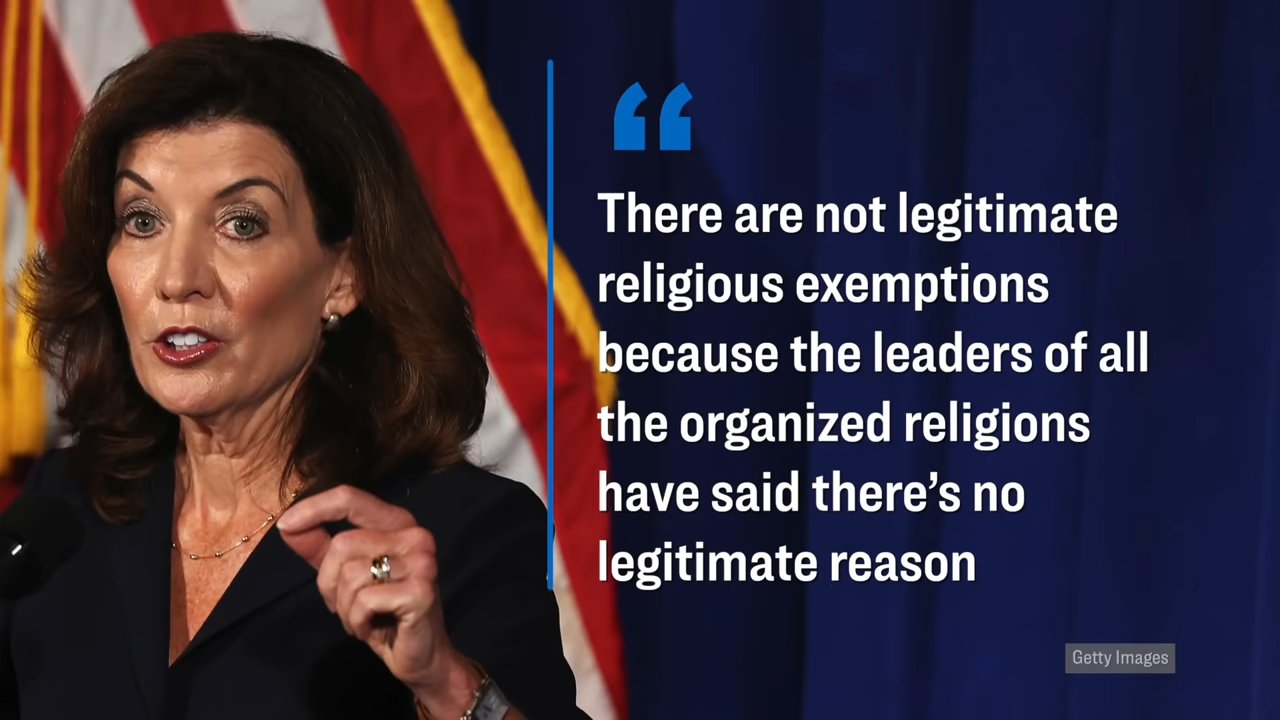 “
There are not legitimate
religious exemptions
because the leaders of all
the organized religions
have said there’s no
legitimate reason
Getty Images